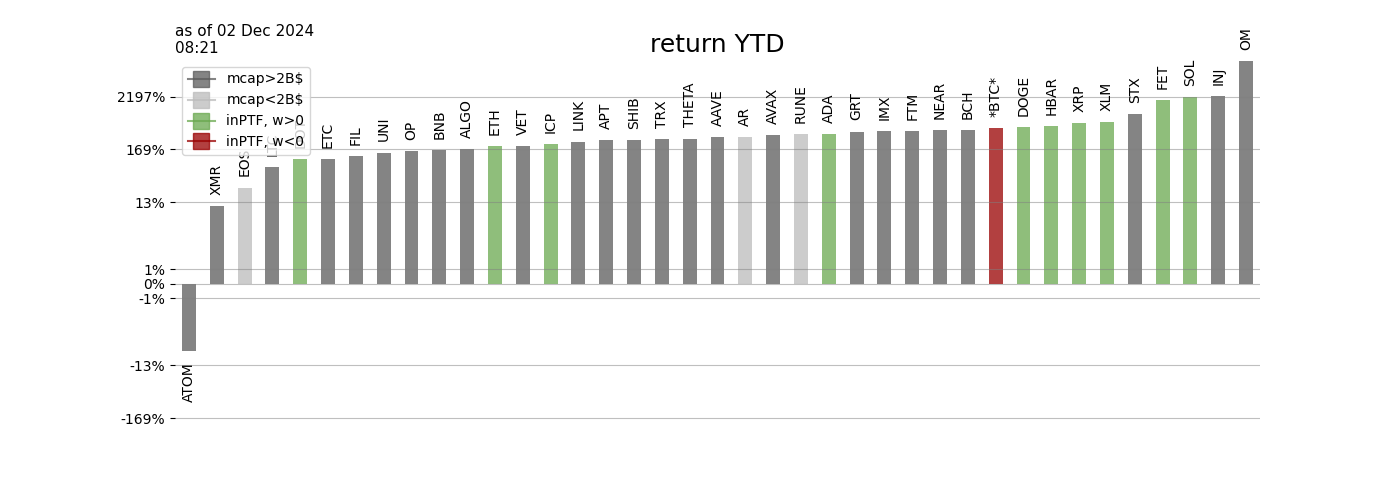 as of 02 Dec 2024
08:21
return YTD
mcap>2B$
mcap<2B$
inPTF, w>0
inPTF, w<0
2197%
169%
13%
1%
0%
-1%
-13%
-169%
ATOM
XMR
EOS
ETC
FIL
UNI
OP
BNB
ALGO
ETH
VET
ICP
LINK
APT
SHIB
TRX
THETA
AAVE
AR
AVAX
RUNE
ADA
GRT
IMX
FTM
NEAR
BCH
*BTC*
DOGE
HBAR
XRP
XLM
STX
FET
SOL
INJ
OM